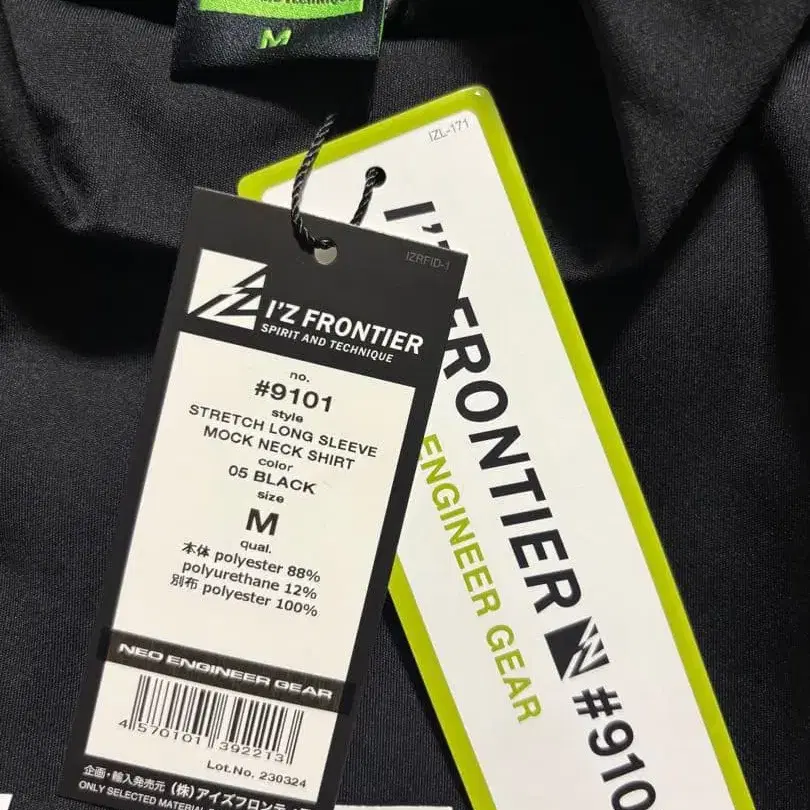 M
IZRFID-1
I'Z FRONTIER
SPIRIT AND TECHNIQUE
no.
#9101
style
STRETCH LONG SLEEVE
MOCK NECK SHIRT
color
05 BLACK
size
M
qual.
本体 polyester 88%
polyurethane 12%
別布 polyester 100%
NEO ENGINEER GEAR
4 570101 392213
Lot.No. 230324
企画・輸入発売元 (株)アイズフロンティ
ONLY SELECTED MATERIA
IZL-171
I'Z FRONTIER #910
ENGINEER GEAR